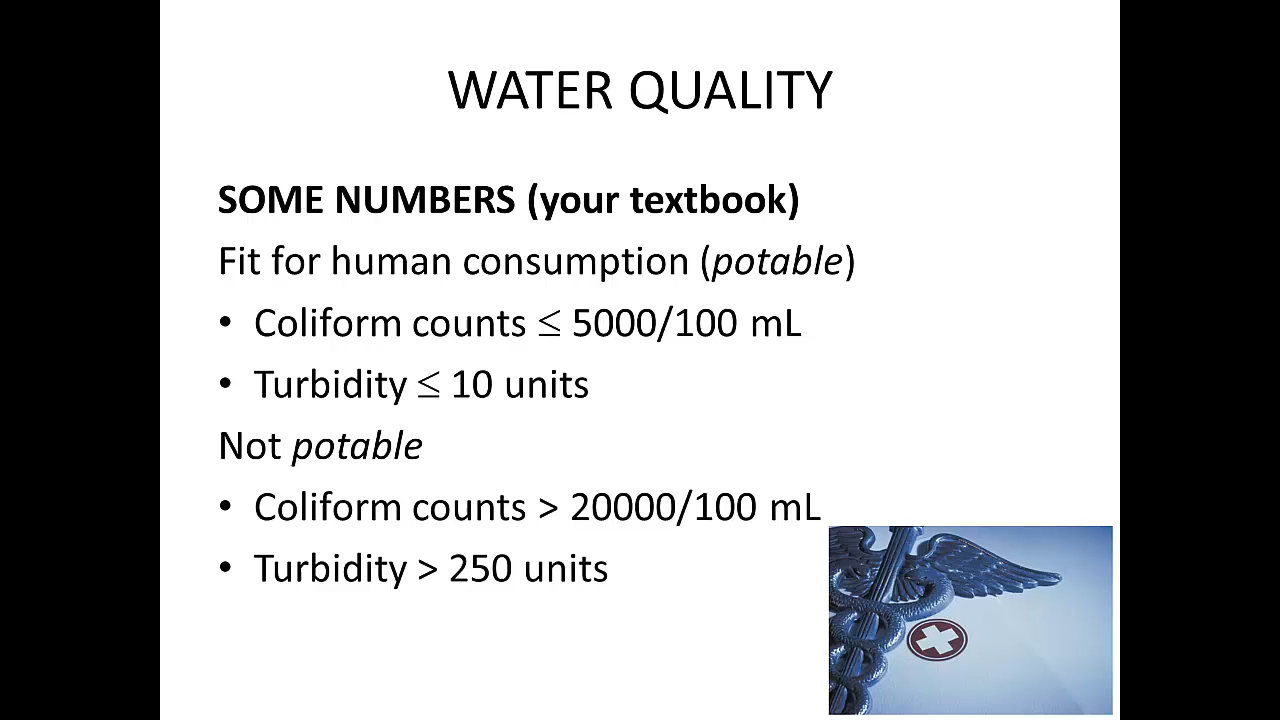 WATER QUALITY
SOME NUMBERS (your textbook)
Fit for human consumption (potable)
• Coliform counts ≤ 5000/100 mL
• Turbidity ≤ 10 units
Not potable
• Coliform counts > 20000/100 mL
• Turbidity > 250 units